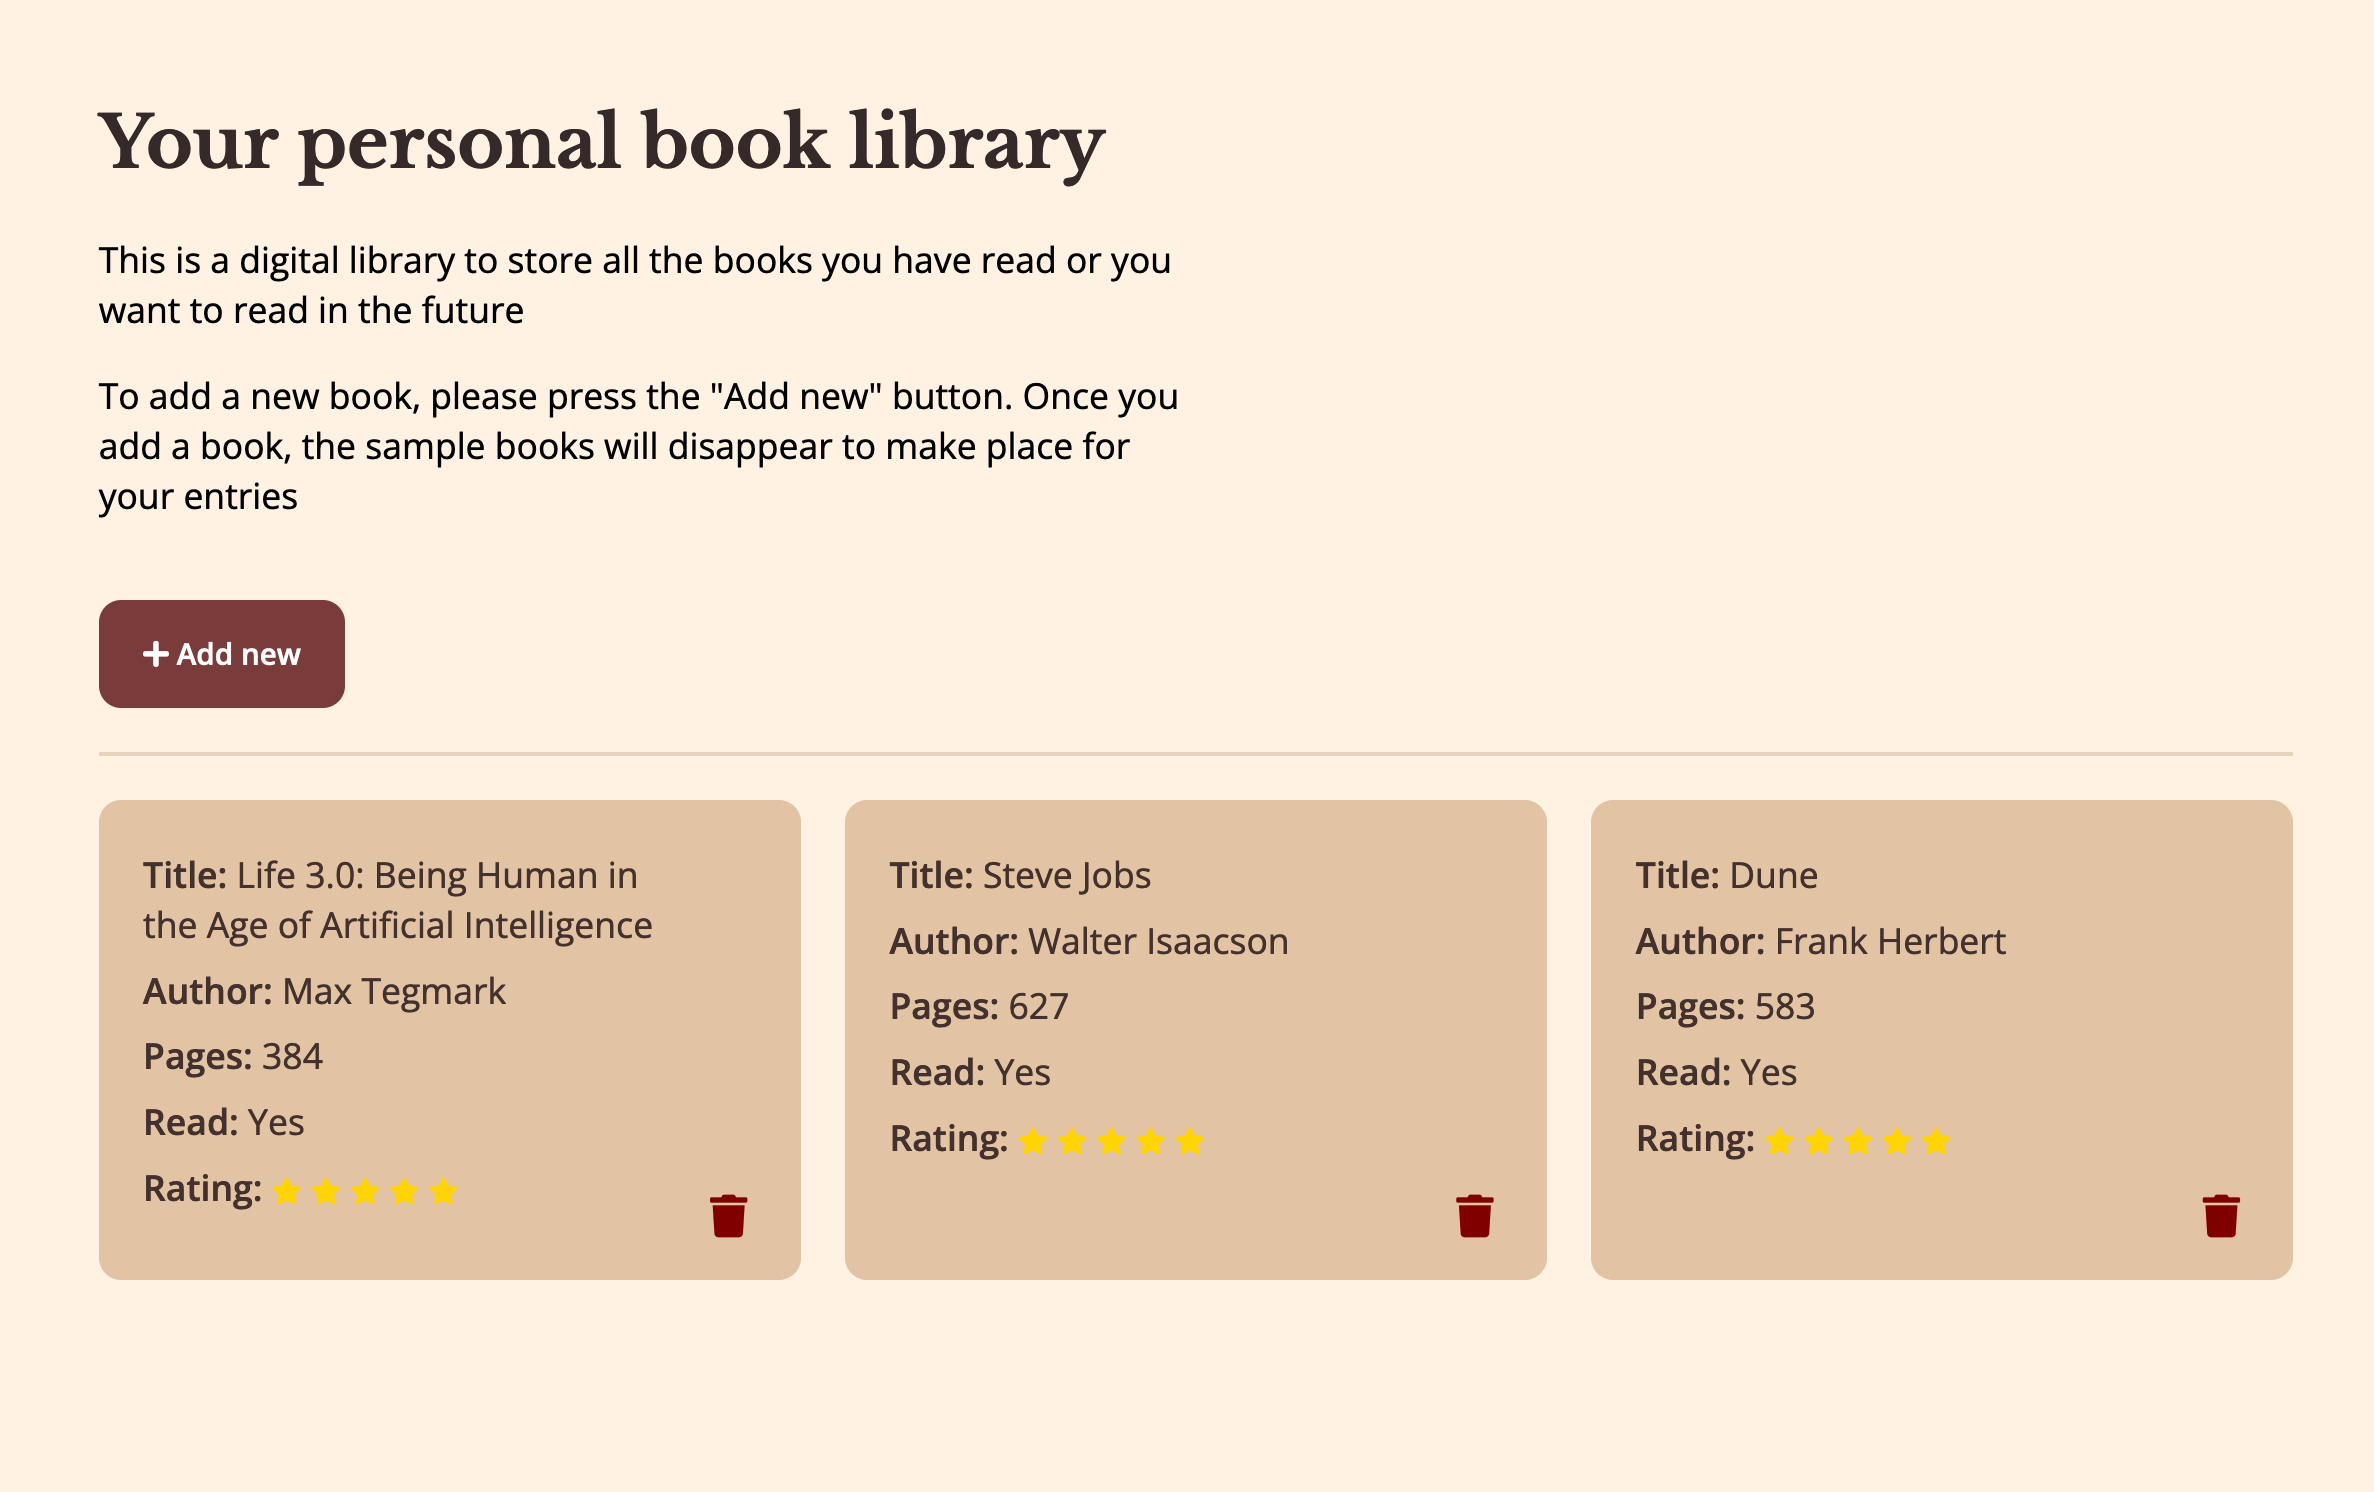 Your personal book library
This is a digital library to store all the books you have read or you
want to read in the future
To add a new book, please press the "Add new" button. Once you
add a book, the sample books will disappear to make place for
your entries
Add new
Title: Life 3.0: Being Human in
the Age of Artificial Intelligence
Author: Max Tegmark
Pages: 384
Read: Yes
Rating:
Title: Steve Jobs
Author: Walter Isaacson
Pages: 627
Read: Yes
Rating:
Title: Dune
Author: Frank Herbert
Pages: 583
Read: Yes
Rating: